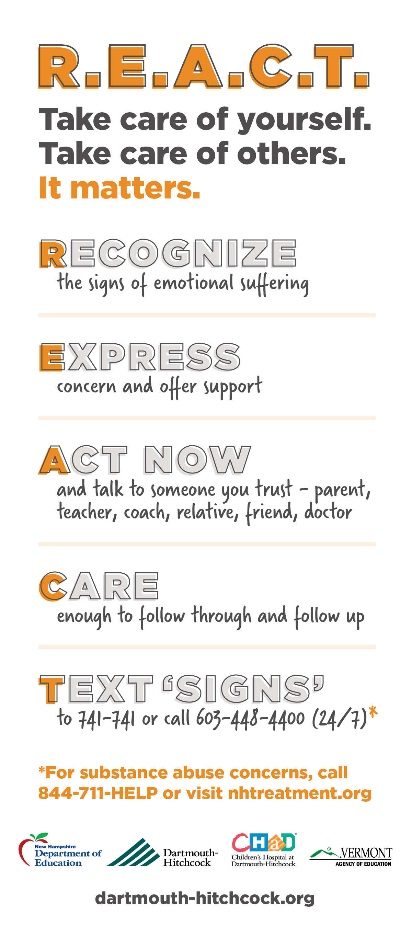 R.E.A.C.T.
Take care of yourself.
Take care of others.
It matters.
RECOGNIZE
the signs of emotional suffering
EXPRESS
concern and offer support
ACT NOW
and talk to someone you trust – parent,
teacher, coach, relative, friend, doctor
CARE
enough to follow through and follow up
TEXT ‘SIGNS’
to 741-741 or call 603-448-4400 (24/7)*
*For substance abuse concerns, call
844-711-HELP or visit nhtreatment.org
New Hampshire
Department of
Education
Dartmouth-
Hitchcock
CHaD
Children's Hospital at
Dartmouth-Hitchcock
VERMONT
AGENCY OF EDUCATION
dartmouth-hitchcock.org